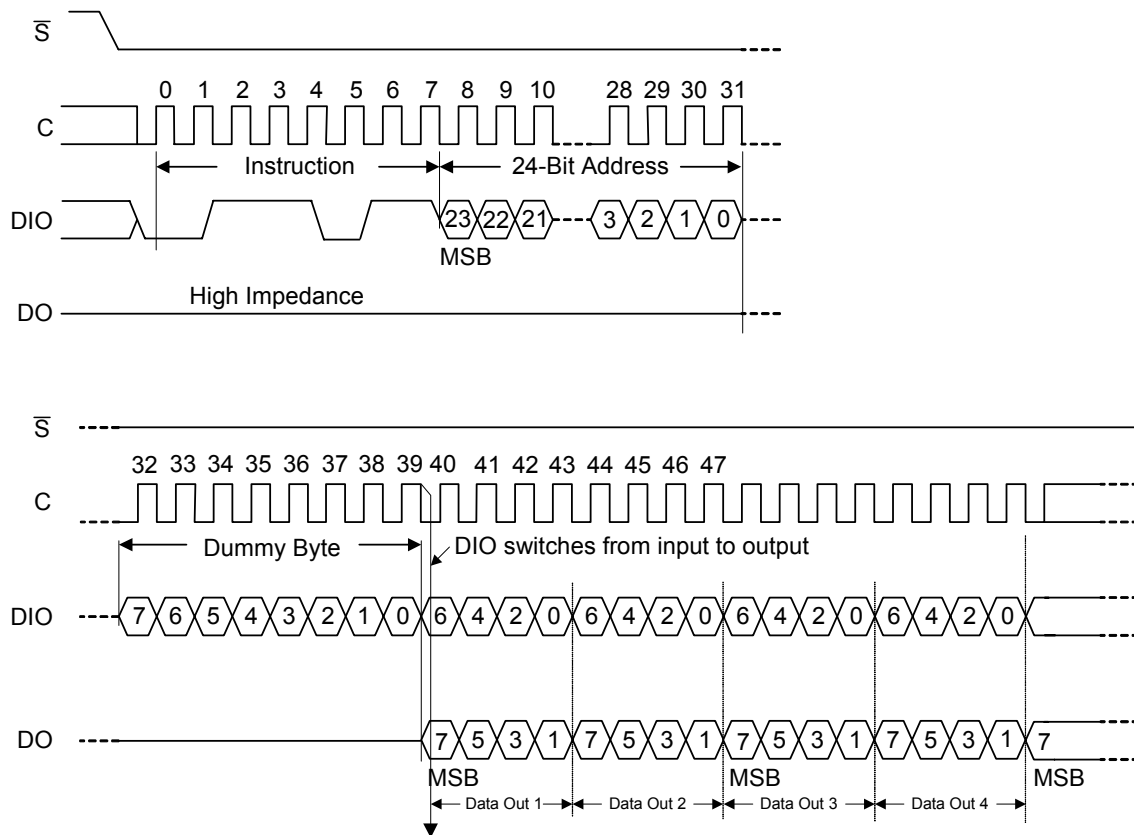 S̅
0 1 2 3 4 5 6 7 8 9 10 28 29 30 31
C
Instruction 24-Bit Address
DIO 23 22 21 3 2 1 0
MSB
High Impedance
DO
S̅
32 33 34 35 36 37 38 39 40 41 42 43 44 45 46 47
C
Dummy Byte DIO switches from input to output
DIO 7 6 5 4 3 2 1 0 6 4 2 0 6 4 2 0 6 4 2 0 6 4 2 0
DO 7 5 3 1 7 5 3 1 7 5 3 1 7 5 3 1 7
MSB MSB MSB
Data Out 1 Data Out 2 Data Out 3 Data Out 4